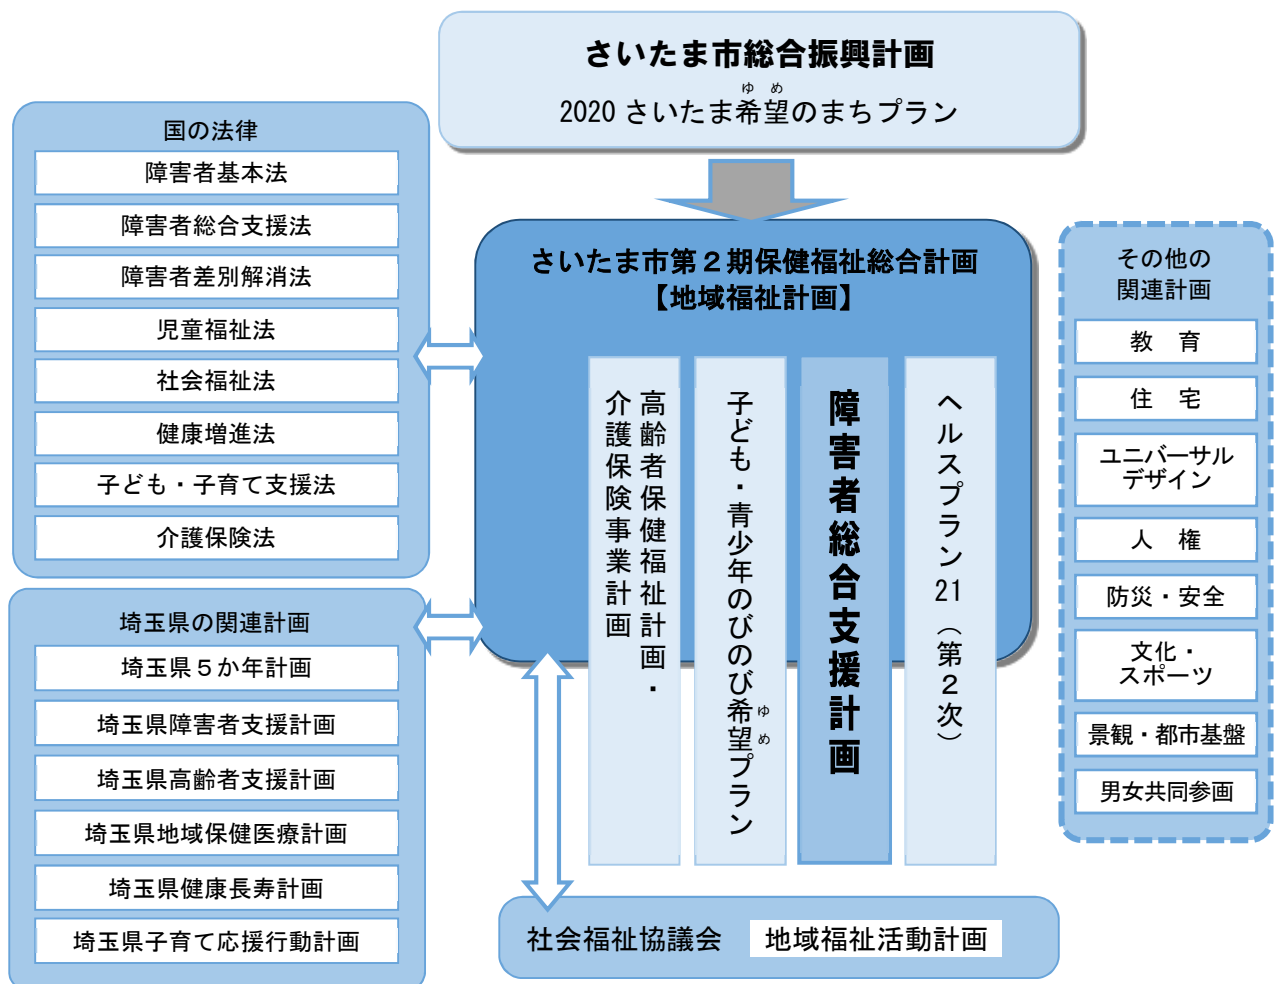 さいたま市総合振興計画
ゆめ
2020 さいたま希望のまちプラン
国の法律
障害者基本法
障害者総合支援法
障害者差別解消法
児童福祉法
社会福祉法
健康増進法
子ども・子育て支援法
介護保険法
埼玉県の関連計画
埼玉県５か年計画
埼玉県障害者支援計画
埼玉県高齢者支援計画
埼玉県地域保健医療計画
埼玉県健康長寿計画
埼玉県子育て応援行動計画
さいたま市第２期保健福祉総合計画
【地域福祉計画】
高齢者保健福祉計画・
介護保険事業計画
子ども・青少年のびのび希望プラン
ゆめ
障害者総合支援計画
ヘルスプラン21（第２次）
社会福祉協議会
地域福祉活動計画
その他の
関連計画
教　育
住　宅
ユニバーサル
デザイン
人　権
防災・安全
文化・
スポーツ
景観・都市基盤
男女共同参画